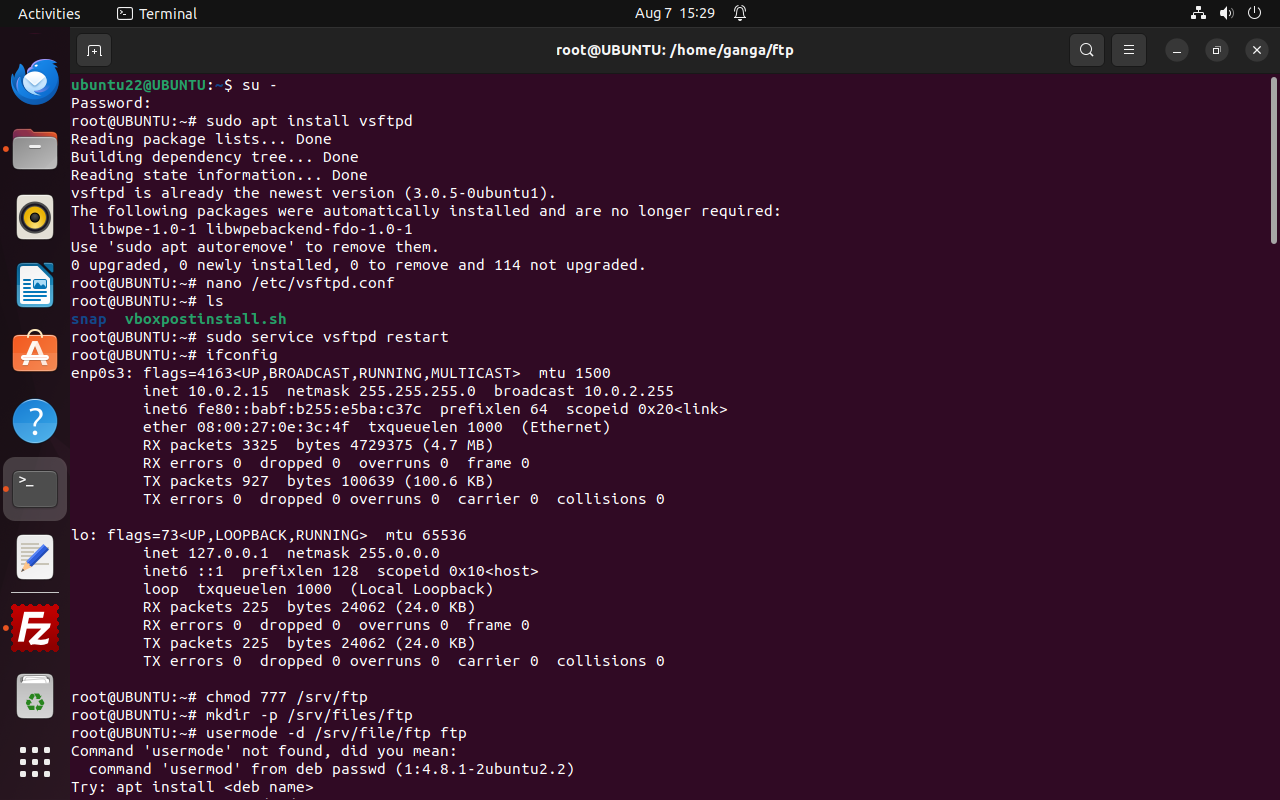 Activities
Terminal
Aug 7 15:29
root@UBUNTU: /home/ganga/ftp
ubuntu22@UBUNTU:~$ su -
Password:
root@UBUNTU:~# sudo apt install vsftpd
Reading package lists... Done
Building dependency tree... Done
Reading state information... Done
vsftpd is already the newest version (3.0.5-0ubuntu1).
The following packages were automatically installed and are no longer required:
  libwpe-1.0-1 libwpebackend-fdo-1.0-1
Use 'sudo apt autoremove' to remove them.
0 upgraded, 0 newly installed, 0 to remove and 114 not upgraded.
root@UBUNTU:~# nano /etc/vsftpd.conf
root@UBUNTU:~# ls
snap  vboxpostinstall.sh
root@UBUNTU:~# sudo service vsftpd restart
root@UBUNTU:~# ifconfig
enp0s3: flags=4163<UP,BROADCAST,RUNNING,MULTICAST>  mtu 1500
        inet 10.0.2.15  netmask 255.255.255.0  broadcast 10.0.2.255
        inet6 fe80::babf:b255:e5ba:c37c  prefixlen 64  scopeid 0x20<link>
        ether 08:00:27:0e:3c:4f  txqueuelen 1000  (Ethernet)
        RX packets 3325  bytes 4729375 (4.7 MB)
        RX errors 0  dropped 0  overruns 0  frame 0
        TX packets 927  bytes 100639 (100.6 KB)
        TX errors 0  dropped 0 overruns 0  carrier 0  collisions 0
lo: flags=73<UP,LOOPBACK,RUNNING>  mtu 65536
        inet 127.0.0.1  netmask 255.0.0.0
        inet6 ::1  prefixlen 128  scopeid 0x10<host>
        loop  txqueuelen 1000  (Local Loopback)
        RX packets 225  bytes 24062 (24.0 KB)
        RX errors 0  dropped 0  overruns 0  frame 0
        TX packets 225  bytes 24062 (24.0 KB)
        TX errors 0  dropped 0 overruns 0  carrier 0  collisions 0
root@UBUNTU:~# chmod 777 /srv/ftp
root@UBUNTU:~# mkdir -p /srv/files/ftp
root@UBUNTU:~# usermode -d /srv/file/ftp ftp
Command 'usermode' not found, did you mean:
  command 'usermod' from deb passwd (1:4.8.1-2ubuntu2.2)
Try: apt install <deb name>